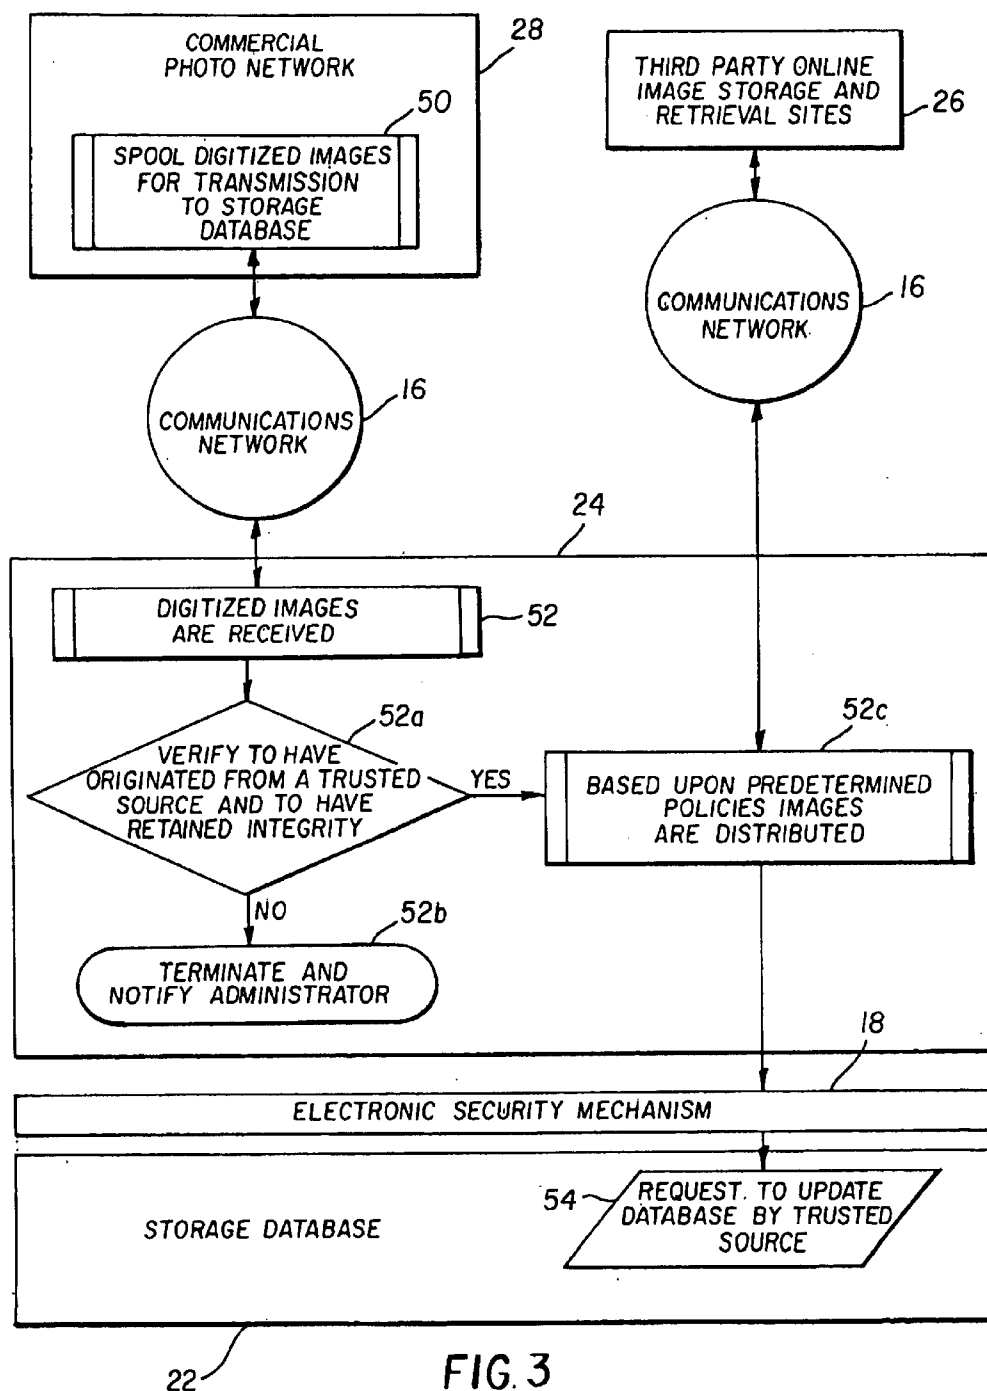 COMMERCIAL
PHOTO NETWORK
28
50
SPOOL DIGITIZED IMAGES
FOR TRANSMISSION
TO STORAGE
DATABASE
THIRD PARTY ONLINE
IMAGE STORAGE AND
RETRIEVAL SITES
26
COMMUNICATIONS
NETWORK
16
COMMUNICATIONS
NETWORK
16
24
DIGITIZED IMAGES
ARE RECEIVED
52
52a
VERIFY TO HAVE
ORIGINATED FROM A TRUSTED
SOURCE AND TO HAVE
RETAINED INTEGRITY
YES
52c
BASED UPON PREDETERMINED
POLICIES IMAGES
ARE DISTRIBUTED
NO
52b
TERMINATE AND
NOTIFY ADMINISTRATOR
18
ELECTRONIC SECURITY MECHANISM
STORAGE DATABASE
54
REQUEST. TO UPDATE
DATABASE BY TRUSTED
SOURCE
22
FIG. 3